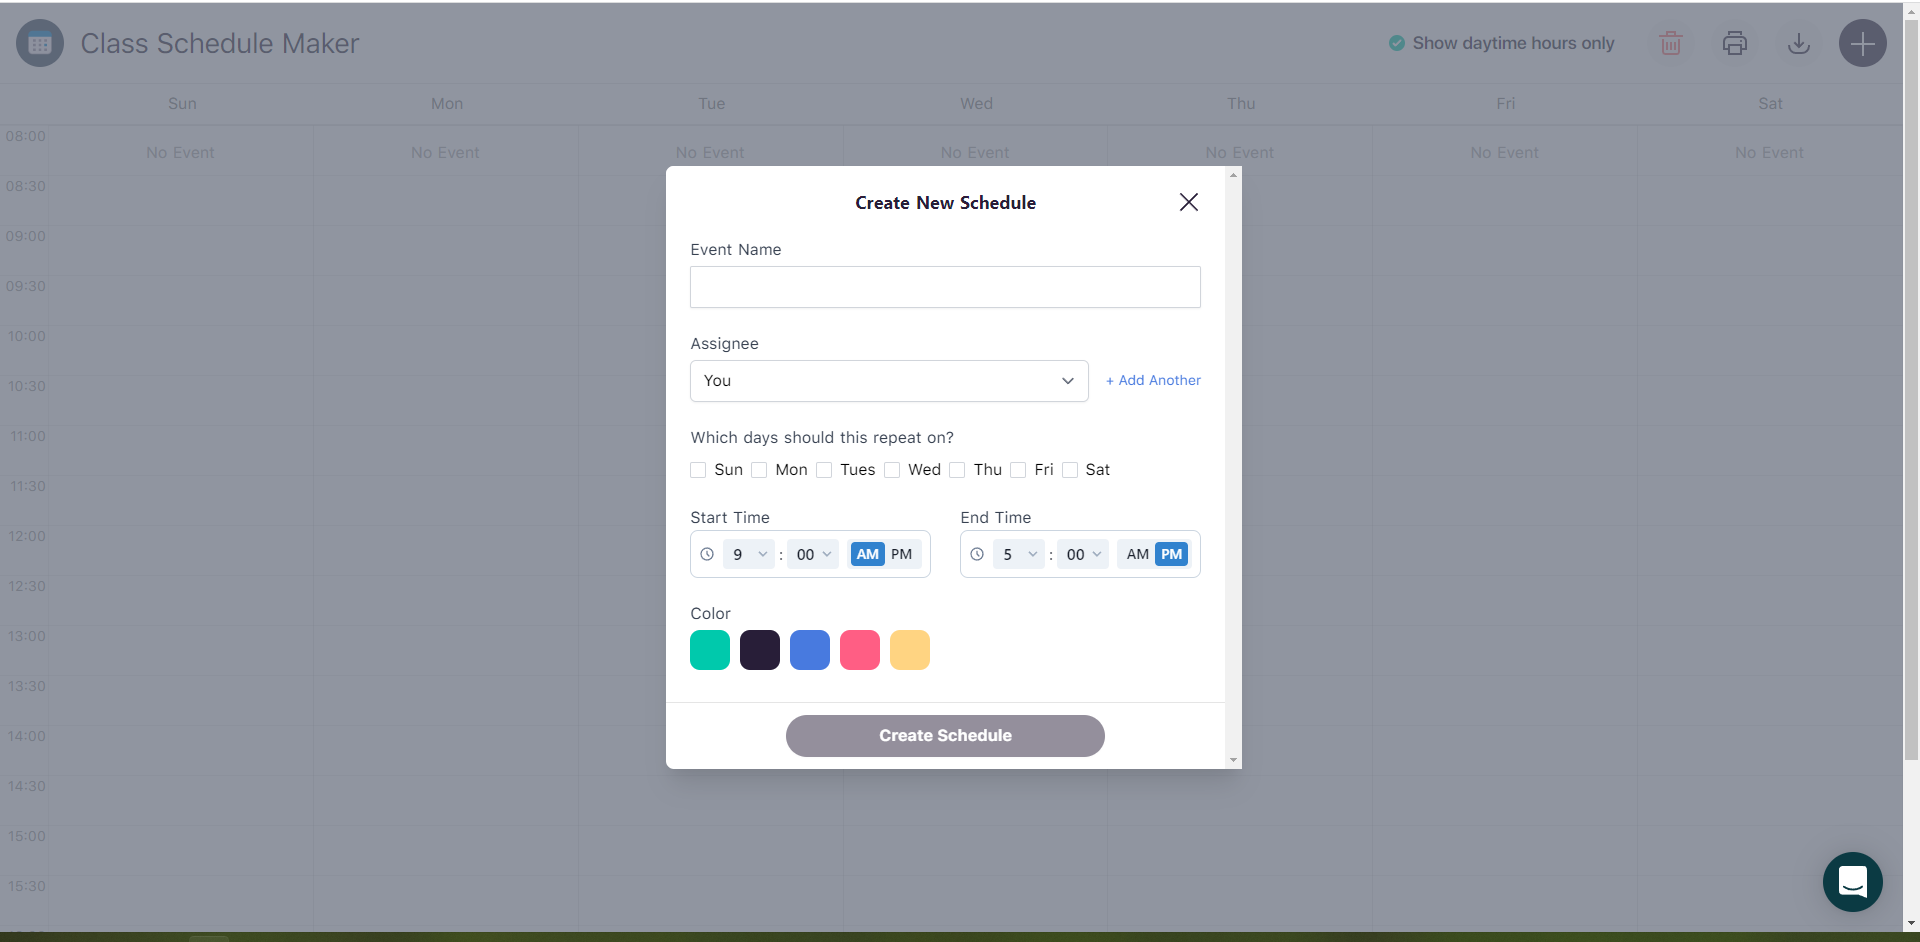 Class Schedule Maker
Show daytime hours only
Sun Mon Tue Wed Thu Fri Sat
No Event No Event No Event No Event No Event No Event No Event
08:00
08:30
09:00
09:30
10:00
10:30
11:00
11:30
12:00
12:30
13:00
13:30
14:00
14:30
15:00
15:30
Create New Schedule
Event Name
Assignee
You
+ Add Another
Which days should this repeat on?
Sun Mon Tues Wed Thu Fri Sat
Start Time End Time
9 : 00 AM PM 5 : 00 AM PM
Color
Create Schedule